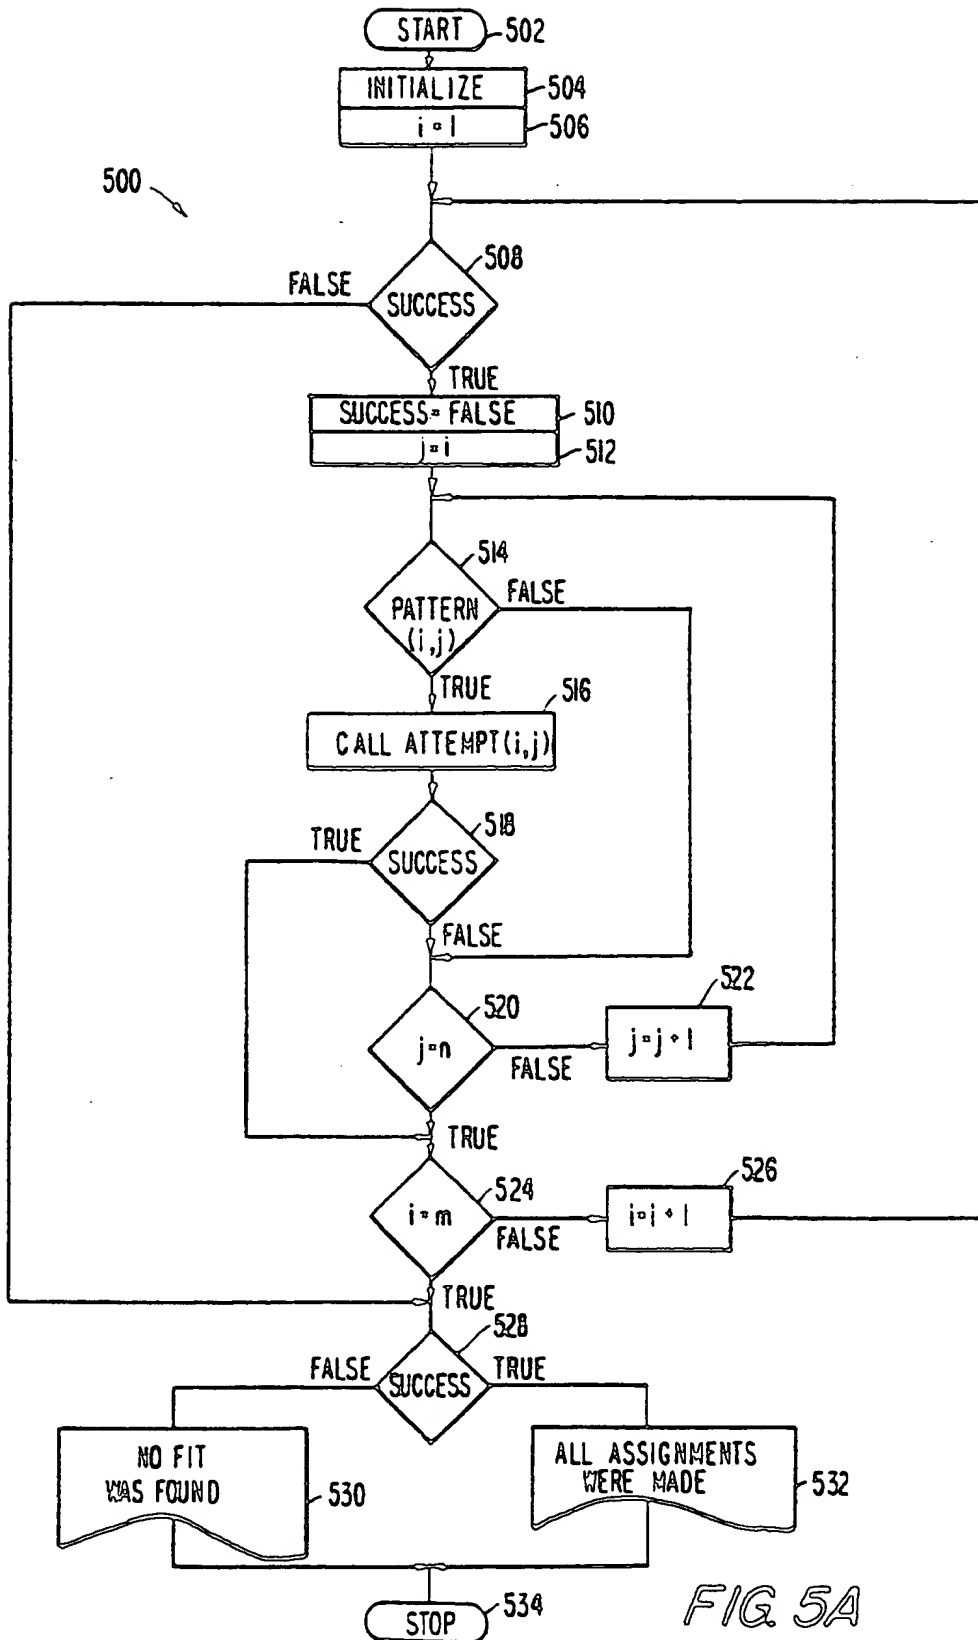 START 502
INITIALIZE 504
i = 1 506
500
508
FALSE
SUCCESS
TRUE
SUCCESS = FALSE 510
j = i 512
514
FALSE
PATTERN
(i,j)
TRUE
516
CALL ATTEMPT(i,j)
518
TRUE
SUCCESS
FALSE
520
522
j=n
j=j+1
FALSE
TRUE
524
526
i=m
i=i+1
FALSE
TRUE
528
FALSE
TRUE
SUCCESS
NO FIT
WAS FOUND
530
ALL ASSIGNMENTS
WERE MADE
532
STOP 534
FIG. 5A